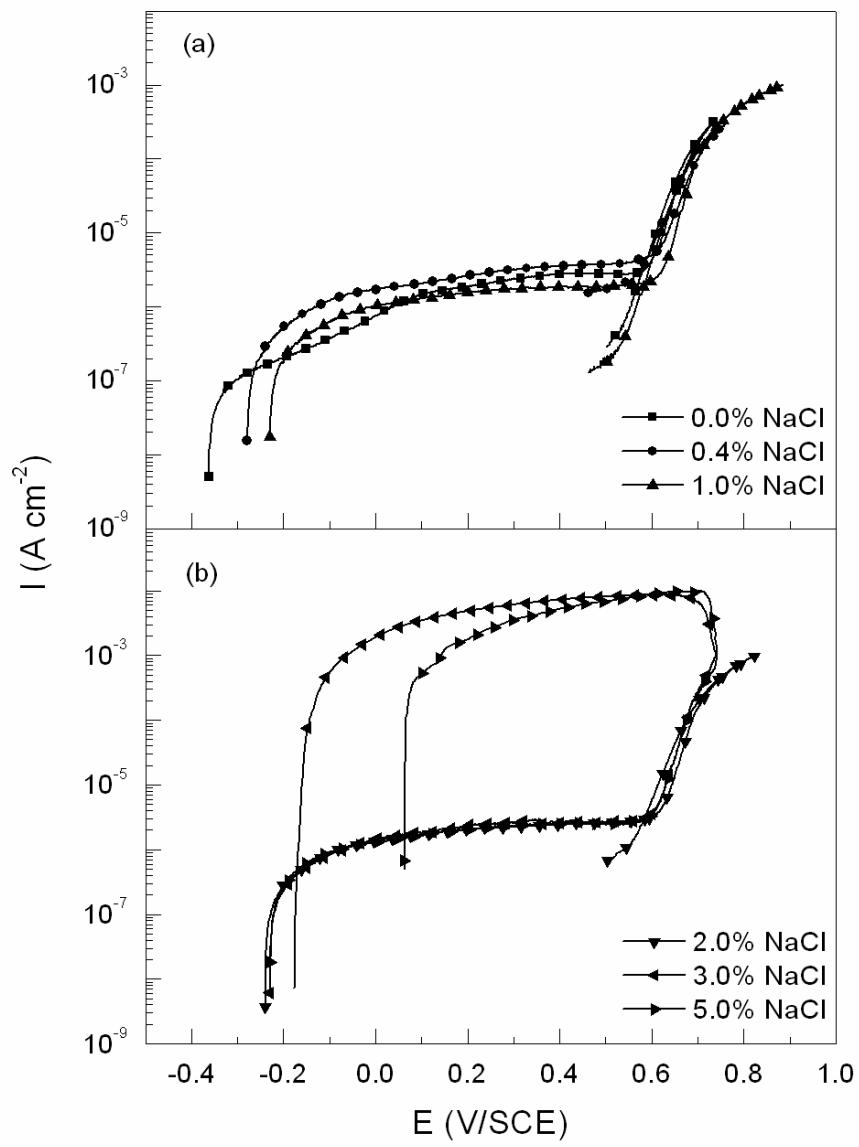 (a)
10^-3
10^-5
10^-7
10^-9
0.0% NaCl
0.4% NaCl
1.0% NaCl
I (A cm^-2)
(b)
10^-3
10^-5
10^-7
10^-9
2.0% NaCl
3.0% NaCl
5.0% NaCl
-0.4 -0.2 0.0 0.2 0.4 0.6 0.8 1.0
E (V/SCE)